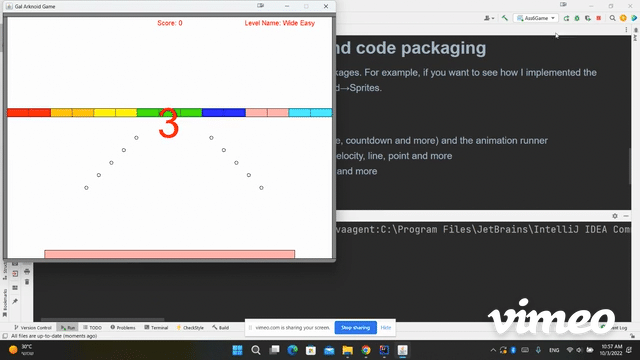 Gal Arknoid Game
Score: 0
Level Name: Wide Easy
3
Ass6Game
nd code packaging
kages. For example, if you want to see how I implemented the
d→Sprites.
e, countdown and more) and the animation runner
elocity, line, point and more
and more
vaagent:C:\Program Files\JetBrains\IntelliJ IDEA Com
Structure
Bookmarks
Version Control
Run
TODO
Problems
Terminal
CheckStyle
Build
nt Log
All files are up-to-date (moments ago)
vimeo.com is sharing your screen.
Stop sharing
Hide
vimeo
30°C
ENG
10:57 AM
10/3/2022